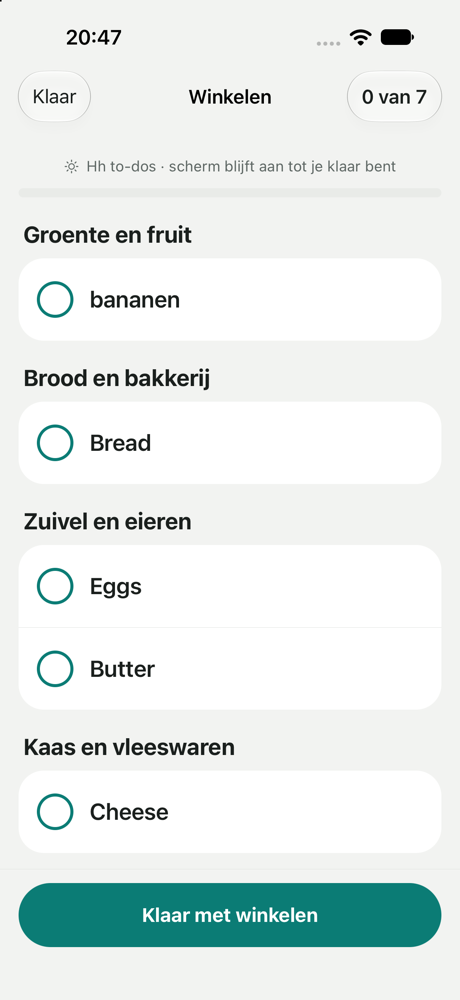 20:47
Klaar
Winkelen
0 van 7
Hh to-dos · scherm blijft aan tot je klaar bent
Groente en fruit
bananen
Brood en bakkerij
Bread
Zuivel en eieren
Eggs
Butter
Kaas en vleeswaren
Cheese
Klaar met winkelen